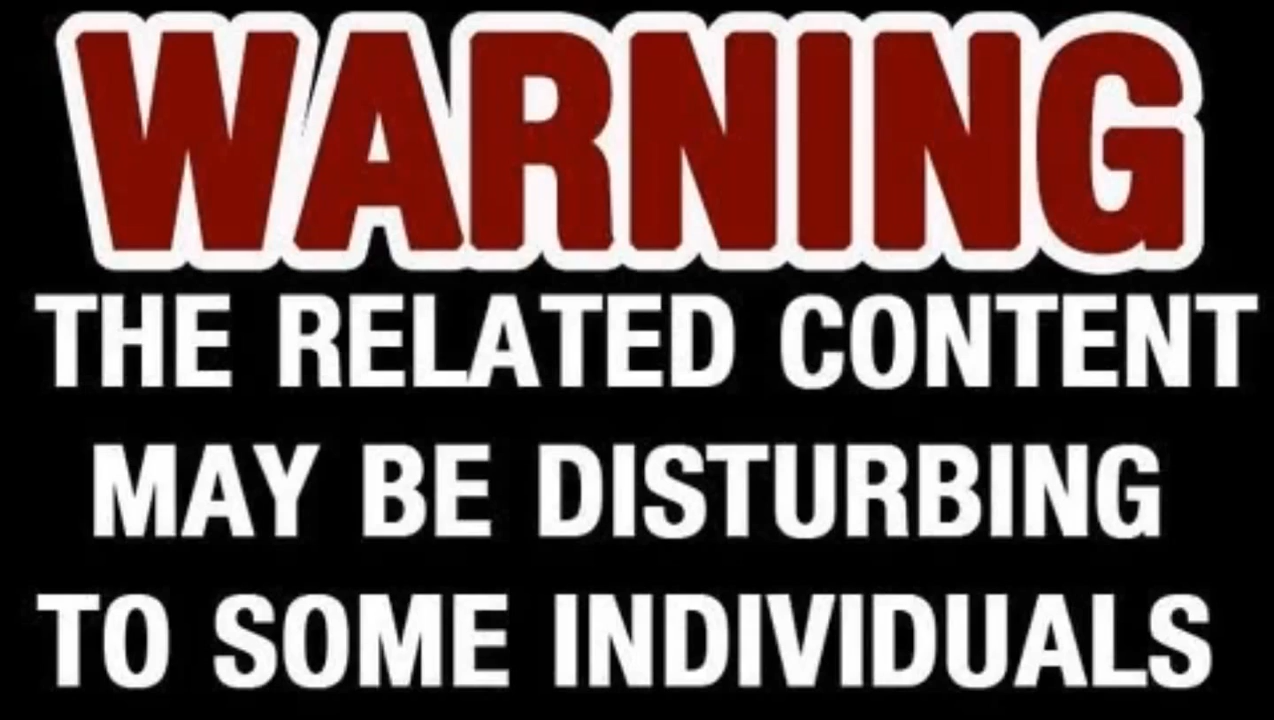 WARNING
THE RELATED CONTENT
MAY BE DISTURBING
TO SOME INDIVIDUALS